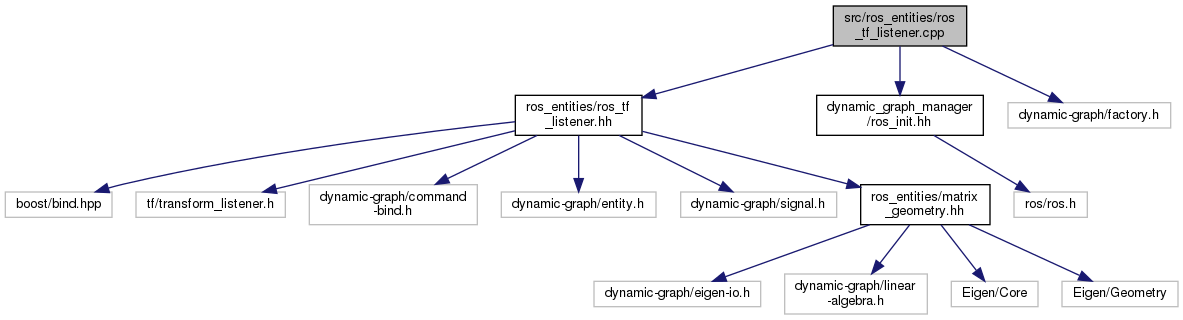 src/ros_entities/ros
_tf_listener.cpp
ros_entities/ros_tf
_listener.hh
dynamic_graph_manager
/ros_init.hh
dynamic-graph/factory.h
boost/bind.hpp
tf/transform_listener.h
dynamic-graph/command
-bind.h
dynamic-graph/entity.h
dynamic-graph/signal.h
ros_entities/matrix
_geometry.hh
ros/ros.h
dynamic-graph/eigen-io.h
dynamic-graph/linear
-algebra.h
Eigen/Core
Eigen/Geometry